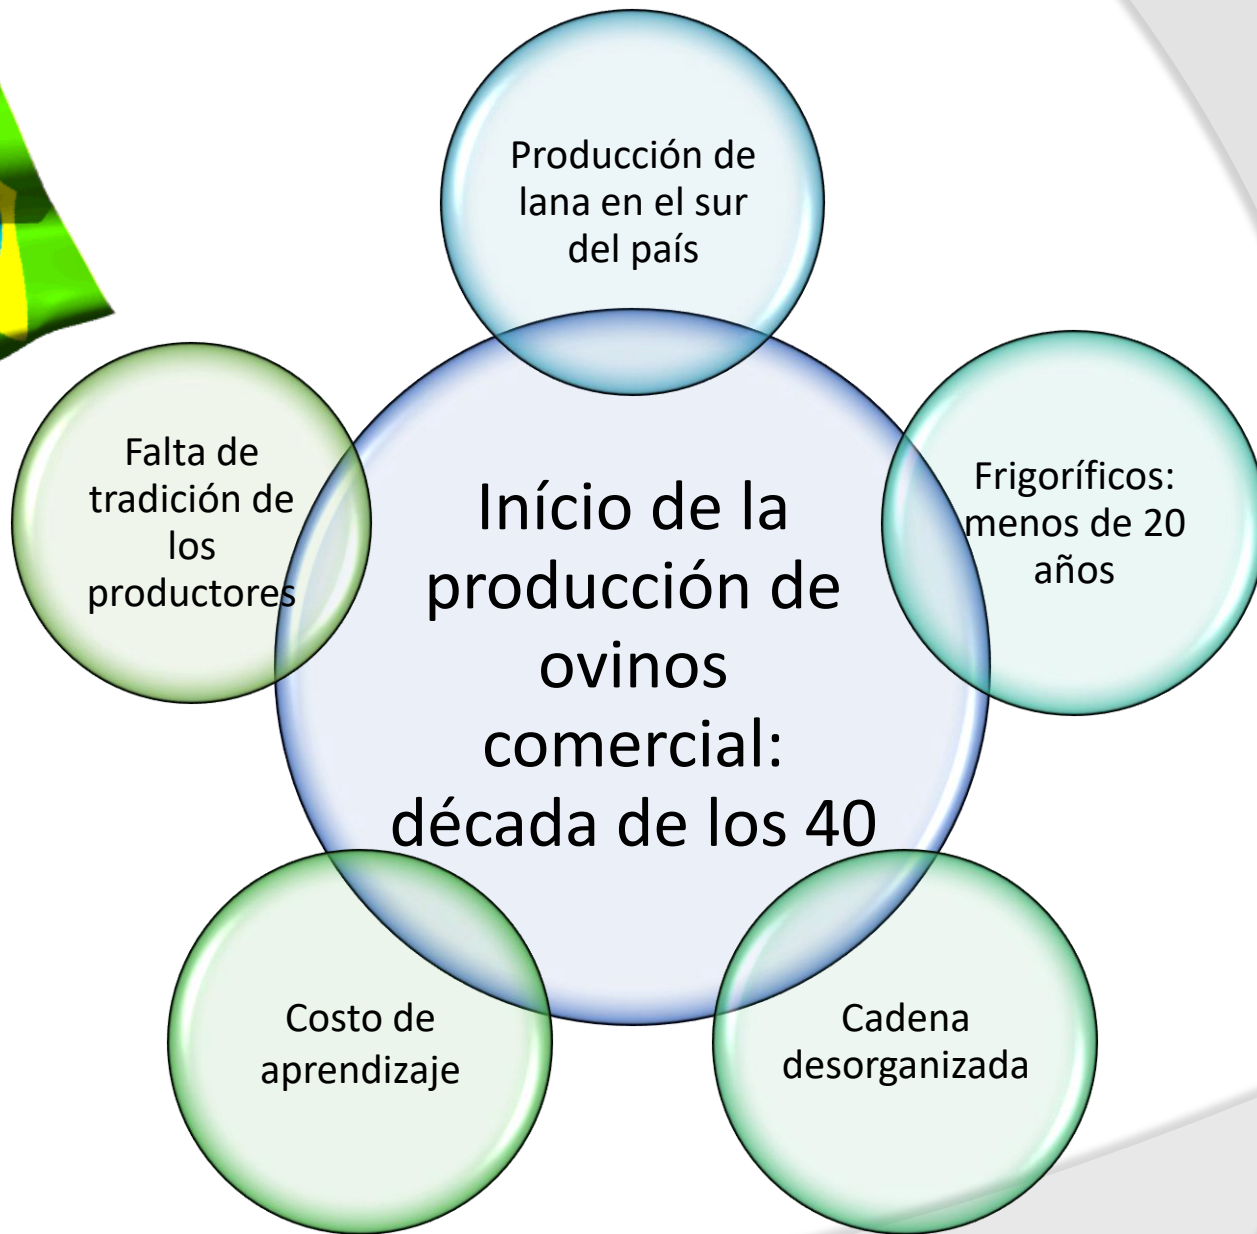 Producción de
lana en el sur
del país
Falta de
tradición de
los
productores
Frigoríficos:
menos de 20
años
Início de la
producción de
ovinos
comercial:
década de los 40
Costo de
aprendizaje
Cadena
desorganizada